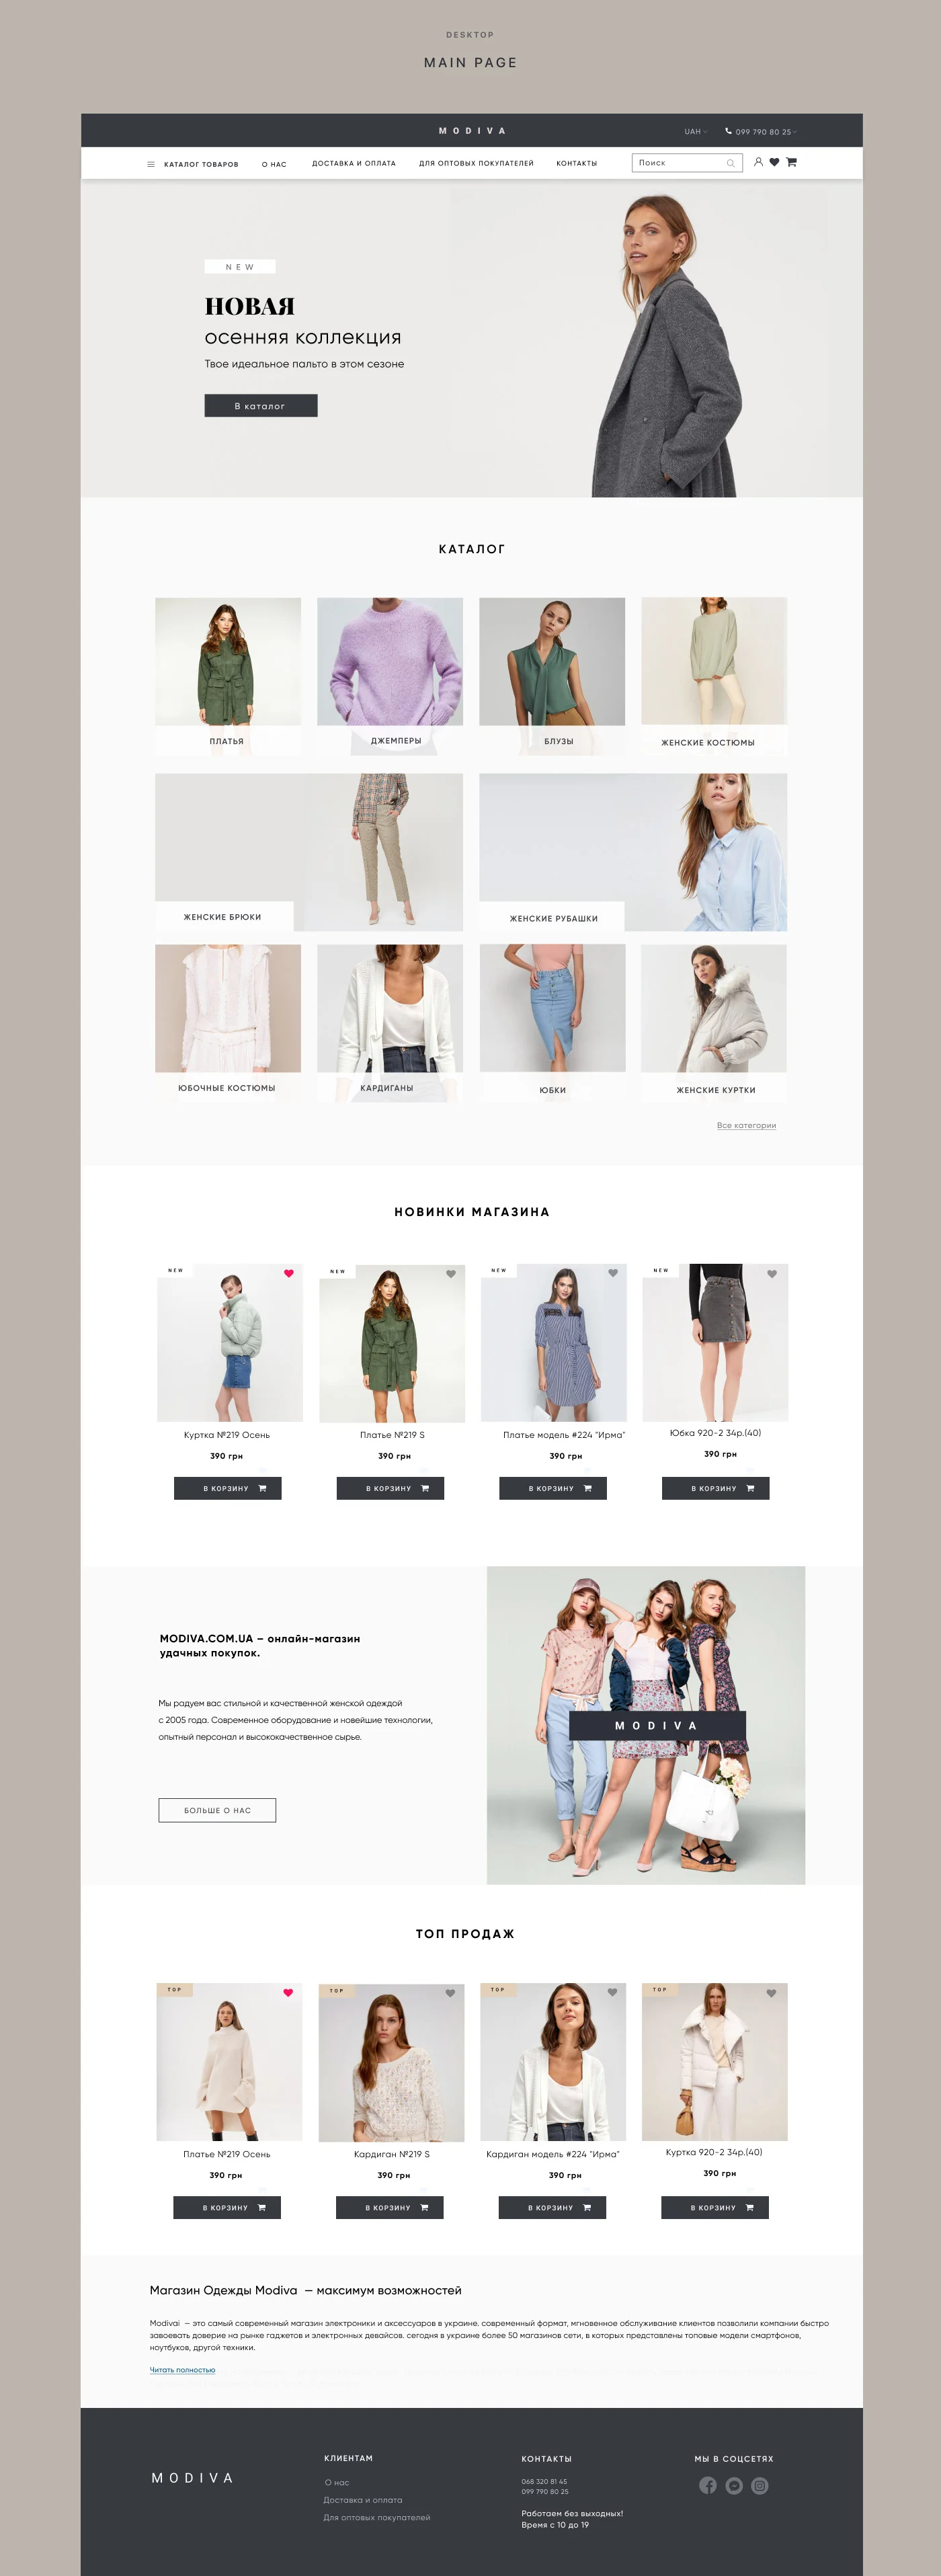 DESKTOP
MAIN PAGE
MODIVA
UAH
099 790 80 25
КАТАЛОГ ТОВАРОВ
О НАС
ДОСТАВКА И ОПЛАТА
ДЛЯ ОПТОВЫХ ПОКУПАТЕЛЕЙ
КОНТАКТЫ
Поиск
NEW
НОВАЯ
осенняя коллекция
Твое идеальное пальто в этом сезоне
В каталог
КАТАЛОГ
ПЛАТЬЯ
ДЖЕМПЕРЫ
БЛУЗЫ
ЖЕНСКИЕ КОСТЮМЫ
ЖЕНСКИЕ БРЮКИ
ЖЕНСКИЕ РУБАШКИ
ЮБОЧНЫЕ КОСТЮМЫ
КАРДИГАНЫ
ЮБКИ
ЖЕНСКИЕ КУРТКИ
Все категории
НОВИНКИ МАГАЗИНА
NEW
NEW
NEW
NEW
Куртка №219 Осень
Платье №219 S
Платье модель #224 "Ирма"
Юбка 920-2 34р.(40)
390 грн
390 грн
390 грн
390 грн
В КОРЗИНУ
В КОРЗИНУ
В КОРЗИНУ
В КОРЗИНУ
MODIVA.COM.UA – онлайн-магазин
удачных покупок.
Мы радуем вас стильной и качественной женской одеждой
с 2005 года. Современное оборудование и новейшие технологии,
опытный персонал и высококачественное сырье.
БОЛЬШЕ О НАС
MODIVA
ТОП ПРОДАЖ
TOP
TOP
TOP
TOP
Платье №219 Осень
Кардиган №219 S
Кардиган модель #224 "Ирма"
Куртка 920-2 34р.(40)
390 грн
390 грн
390 грн
390 грн
В КОРЗИНУ
В КОРЗИНУ
В КОРЗИНУ
В КОРЗИНУ
Магазин Одежды Modiva — максимум возможностей
Modivai — это самый современный магазин электроники и аксессуаров в украине. современный формат, мгновенное обслуживание клиентов позволили компании быстро
завоевать доверие на рынке гаджетов и электронных девайсов. сегодня в украине более 50 магазинов сети, в которых представлены топовые модели смартфонов,
ноутбуков, другой техники.
Читать полностью
MODIVA
КЛИЕНТАМ
О нас
Доставка и оплата
Для оптовых покупателей
КОНТАКТЫ
068 320 81 45
099 790 80 25
Работаем без выходных!
Время с 10 до 19
МЫ В СОЦСЕТЯХ